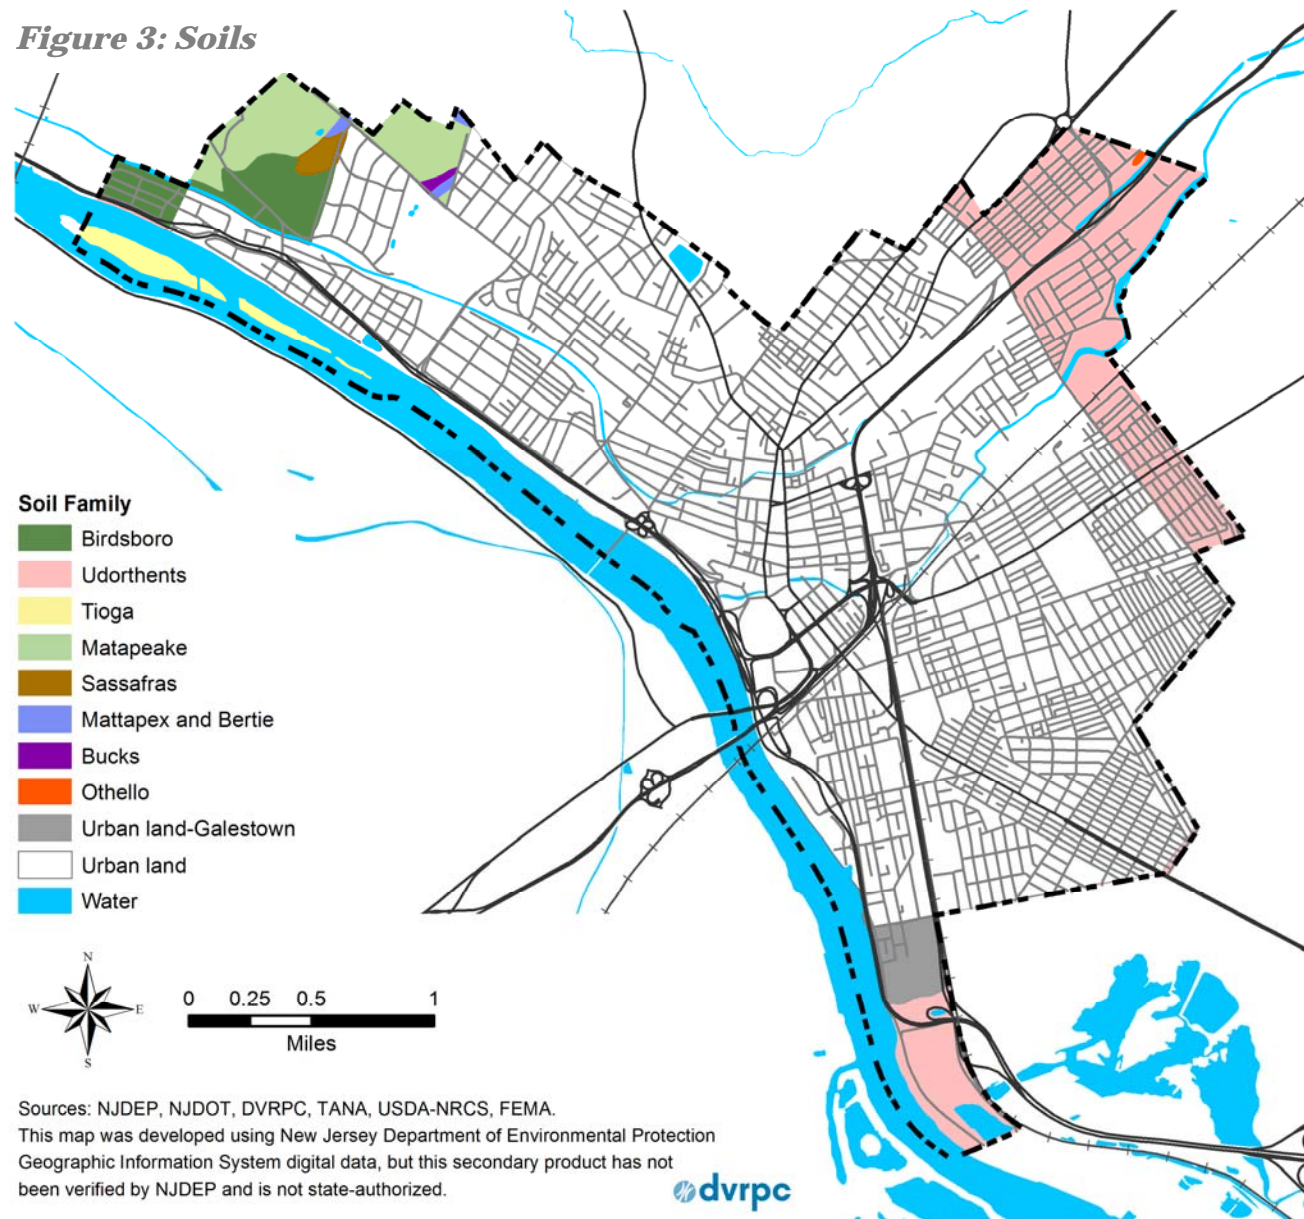 Figure 3: Soils
Soil Family
Birdsboro
Udorthents
Tioga
Matapeake
Sassafras
Mattapex and Bertie
Bucks
Othello
Urban land-Galestown
Urban land
Water
N
W E
S
0 0.25 0.5 1
Miles
Sources: NJDEP, NJDOT, DVRPC, TANA, USDA-NRCS, FEMA.
This map was developed using New Jersey Department of Environmental Protection
Geographic Information System digital data, but this secondary product has not
been verified by NJDEP and is not state-authorized.
dvrpc